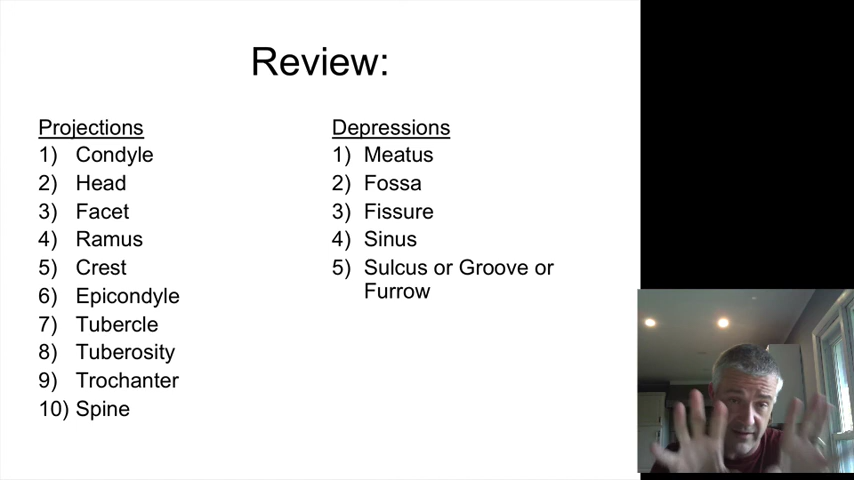 Review:
Projections
1) Condyle
2) Head
3) Facet
4) Ramus
5) Crest
6) Epicondyle
7) Tubercle
8) Tuberosity
9) Trochanter
10) Spine
Depressions
1) Meatus
2) Fossa
3) Fissure
4) Sinus
5) Sulcus or Groove or
Furrow